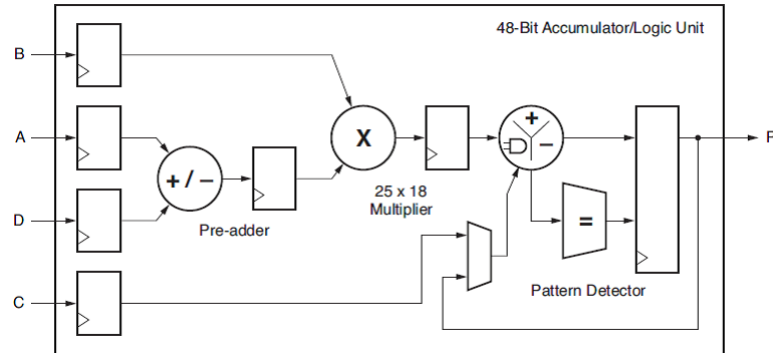 48-Bit Accumulator/Logic Unit
B
A
D
C
+ / −
Pre-adder
X
25 x 18
Multiplier
+
−
=
Pattern Detector
P